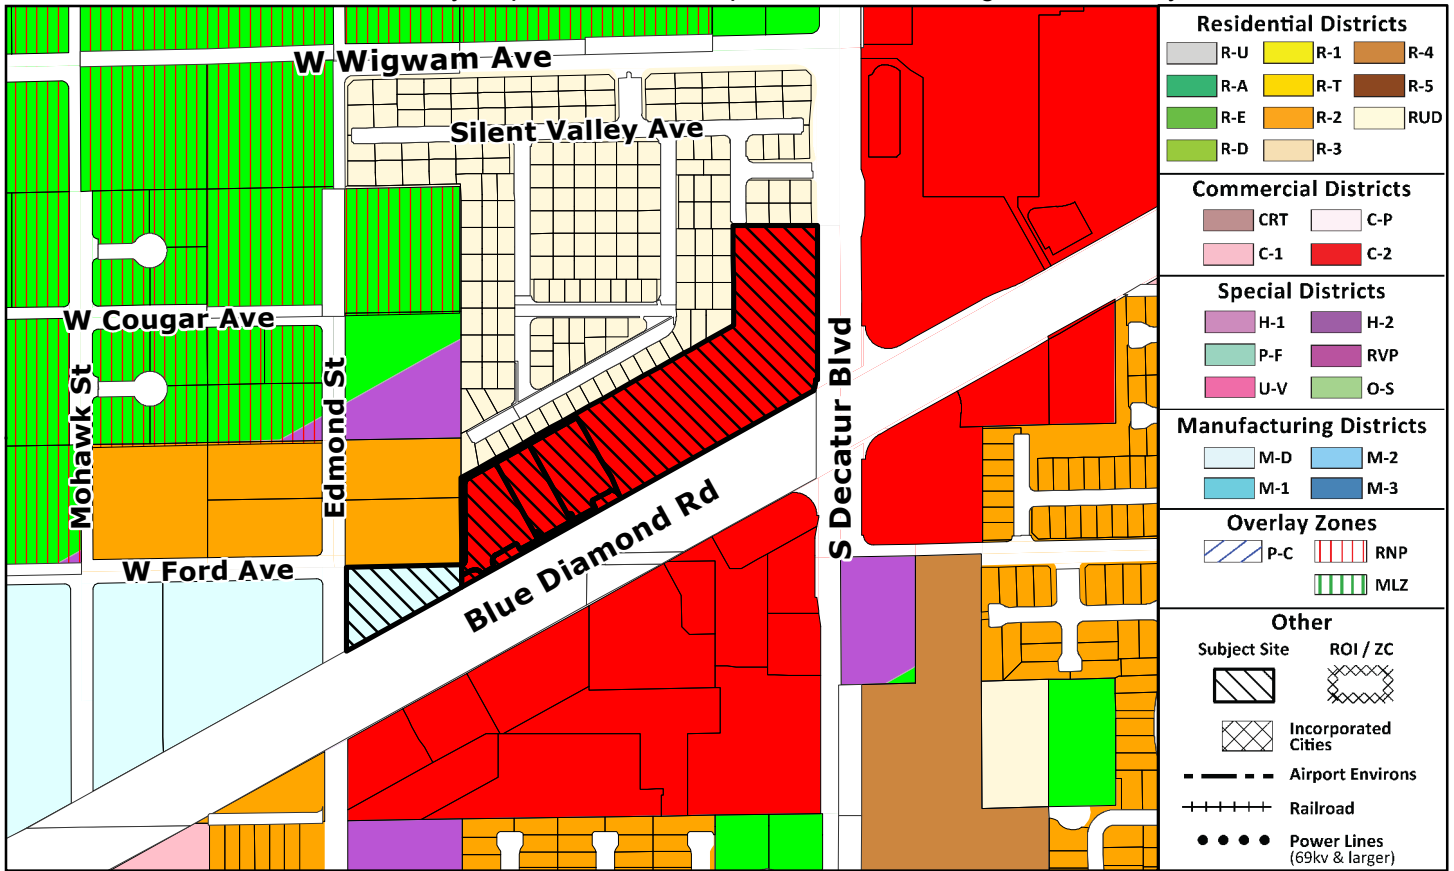 W Wigwam Ave
Silent Valley Ave
W Cougar Ave
Mohawk St
Edmond St
S Decatur Blvd
W Ford Ave
Blue Diamond Rd
Residential Districts
R-U
R-1
R-4
R-A
R-T
R-5
R-E
R-2
RUD
R-D
R-3
Commercial Districts
CRT
C-P
C-1
C-2
Special Districts
H-1
H-2
P-F
RVP
U-V
O-S
Manufacturing Districts
M-D
M-2
M-1
M-3
Overlay Zones
P-C
RNP
MLZ
Other
Subject Site
ROI / ZC
Incorporated
Cities
Airport Environs
Railroad
Power Lines
(69kv & larger)